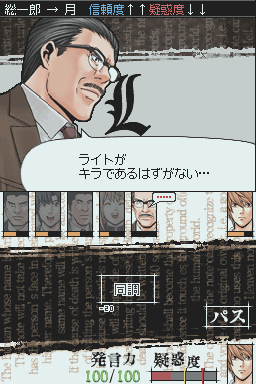 総一郎 → 月 信頼度↑↑疑惑度↓↓
L
ライトが
キラであるはずがない…
.....
同調
-20
パス
発言力 疑惑度
100/100